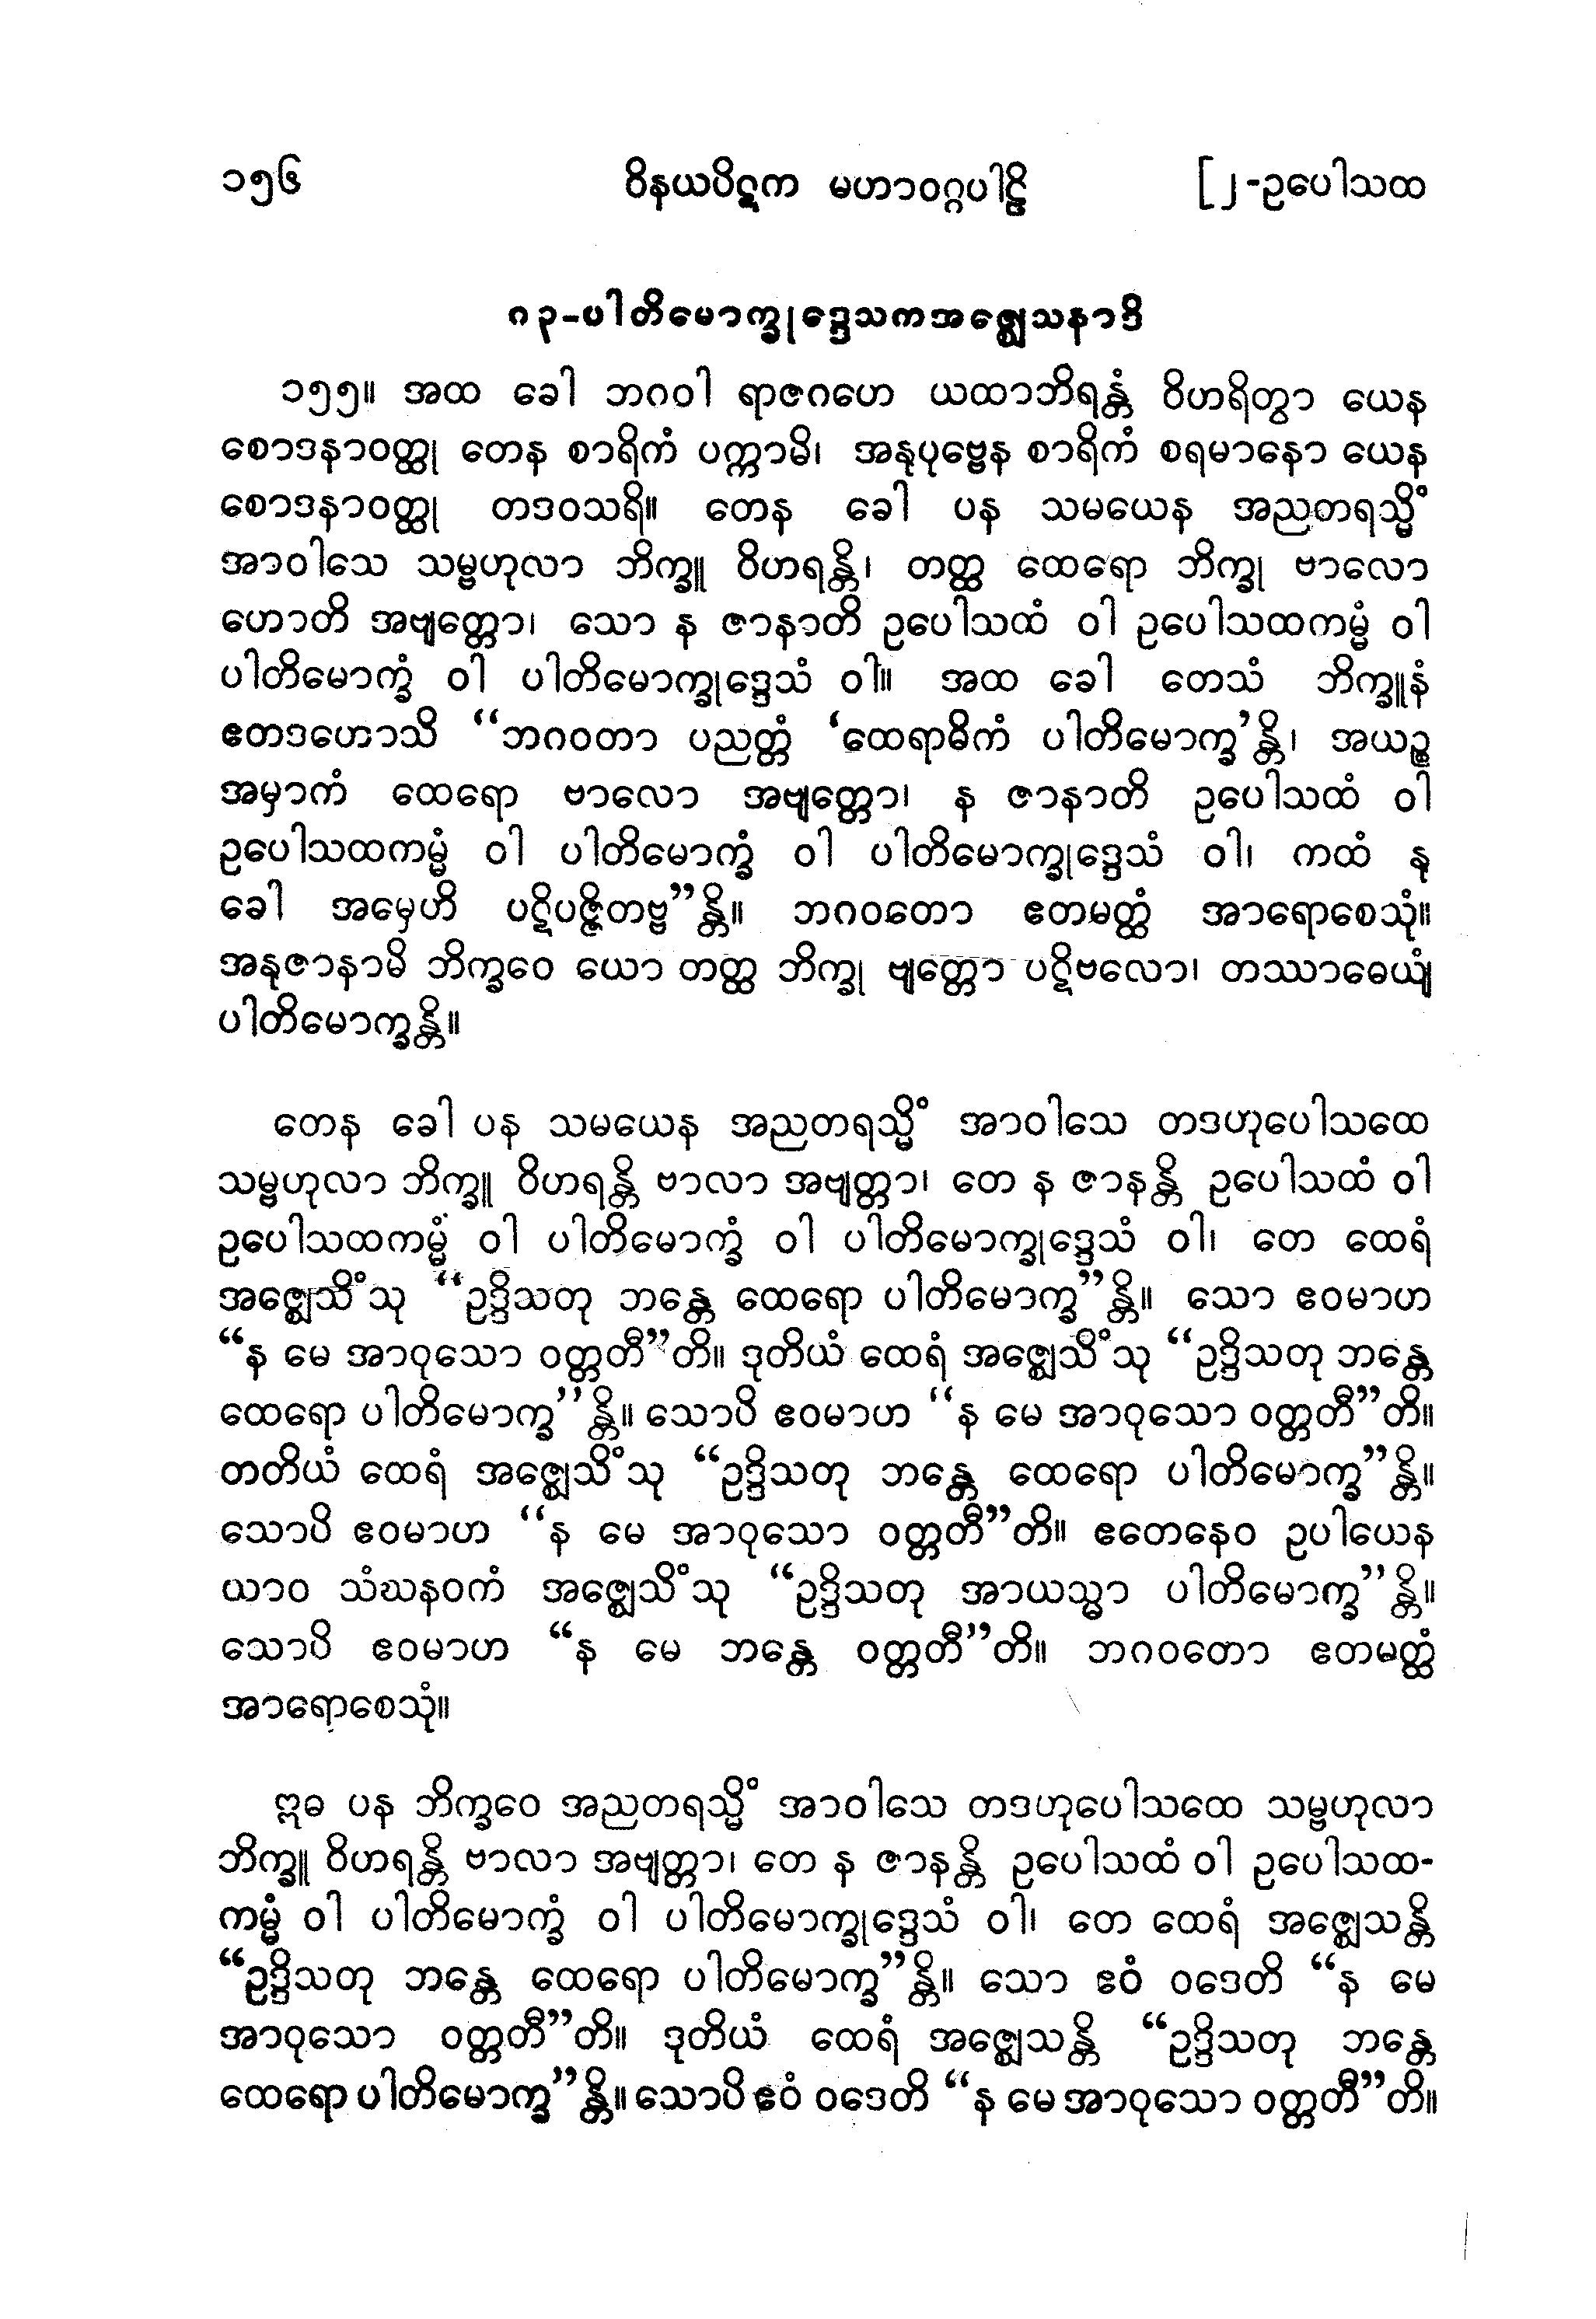 ၁၅၆ ဝိနယပိဋက မဟာဝဂ္ဂပါဠိ [၂-ဥပေါသထ
၈၃-ပါတိမောက္ခုဒ္ဒေသကအဇ္ဈေသနာဒိ
၁၅၅။ အထ ခေါ ဘဂဝါ ရာဇဂဟေ ယထာဘိရန္တံ ဝိဟရိတွာ ယေန
စောဒနာဝတ္ထု တေန စာရိကံ ပက္ကာမိ၊ အနုပုဗ္ဗေန စာရိကံ စရမာနော ယေန
စောဒနာဝတ္ထု တဒဝသရိ။ တေန ခေါ ပန သမယေန အညတရသ္မိံ
အာဝါသေ သမ္ဗဟုလာ ဘိက္ခူ ဝိဟရန္တိ၊ တတ္ထ ထေရော ဘိက္ခု ဗာလော
ဟောတိ အဗျတ္တော၊ သော န ဇာနာတိ ဥပေါသထံ ဝါ ဥပေါသထကမ္မံ ဝါ
ပါတိမောက္ခံ ဝါ ပါတိမောက္ခုဒ္ဒေသံ ဝါ။ အထ ခေါ တေသံ ဘိက္ခူနံ
ဧတဒဟောသိ “ဘဂဝတာ ပညတ္တံ ‘ထေရာဓိကံ ပါတိမောက္ခ’န္တိ၊ အယဉ္စ
အမှာကံ ထေရော ဗာလော အဗျတ္တော၊ န ဇာနာတိ ဥပေါသထံ ဝါ
ဥပေါသထကမ္မံ ဝါ ပါတိမောက္ခံ ဝါ ပါတိမောက္ခုဒ္ဒေသံ ဝါ၊ ကထံ နု
ခေါ အမှေဟိ ပဋိပဇ္ဇိတဗ္ဗ”န္တိ။ ဘဂဝတော ဧတမတ္ထံ အာရောစေသုံ။
အနုဇာနာမိ ဘိက္ခဝေ ယော တတ္ထ ဘိက္ခု ဗျတ္တော ပဋိဗလော၊ တဿာဓေယျံ
ပါတိမောက္ခန္တိ။
တေန ခေါ ပန သမယေန အညတရသ္မိံ အာဝါသေ တဒဟုပေါသထေ
သမ္ဗဟုလာ ဘိက္ခူ ဝိဟရန္တိ ဗာလာ အဗျတ္တာ၊ တေ န ဇာနန္တိ ဥပေါသထံ ဝါ
ဥပေါသထကမ္မံ ဝါ ပါတိမောက္ခံ ဝါ ပါတိမောက္ခုဒ္ဒေသံ ဝါ၊ တေ ထေရံ
အဇ္ဈေသိံသု “ဥဒ္ဒိသတု ဘန္တေ ထေရော ပါတိမောက္ခ”န္တိ။ သော ဧဝမာဟ
“န မေ အာဝုသော ဝတ္တတီ”တိ။ ဒုတိယံ ထေရံ အဇ္ဈေသိံသု “ဥဒ္ဒိသတု ဘန္တေ
ထေရော ပါတိမောက္ခ”န္တိ။ သောပိ ဧဝမာဟ “န မေ အာဝုသော ဝတ္တတီ”တိ။
တတိယံ ထေရံ အဇ္ဈေသိံသု “ဥဒ္ဒိသတု ဘန္တေ ထေရော ပါတိမောက္ခ”န္တိ။
သောပိ ဧဝမာဟ “န မေ အာဝုသော ဝတ္တတီ”တိ။ ဧတေနေဝ ဥပါယေန
ယာဝ သံဃနဝကံ အဇ္ဈေသိံသု “ဥဒ္ဒိသတု အာယသ္မာ ပါတိမောက္ခ”န္တိ။
သောပိ ဧဝမာဟ “န မေ ဘန္တေ ဝတ္တတီ”တိ။ ဘဂဝတော ဧတမတ္ထံ
အာရောစေသုံ။
ဣဓ ပန ဘိက္ခဝေ အညတရသ္မိံ အာဝါသေ တဒဟုပေါသထေ သမ္ဗဟုလာ
ဘိက္ခူ ဝိဟရန္တိ ဗာလာ အဗျတ္တာ၊ တေ န ဇာနန္တိ ဥပေါသထံ ဝါ ဥပေါသထ-
ကမ္မံ ဝါ ပါတိမောက္ခံ ဝါ ပါတိမောက္ခုဒ္ဒေသံ ဝါ၊ တေ ထေရံ အဇ္ဈေသန္တိ
“ဥဒ္ဒိသတု ဘန္တေ ထေရော ပါတိမောက္ခ”န္တိ။ သော ဧဝံ ဝဒေတိ “န မေ
အာဝုသော ဝတ္တတီ”တိ။ ဒုတိယံ ထေရံ အဇ္ဈေသန္တိ “ဥဒ္ဒိသတု ဘန္တေ
ထေရော ပါတိမောက္ခ”န္တိ။ သောပိ ဧဝံ ဝဒေတိ “န မေ အာဝုသော ဝတ္တတီ”တိ။